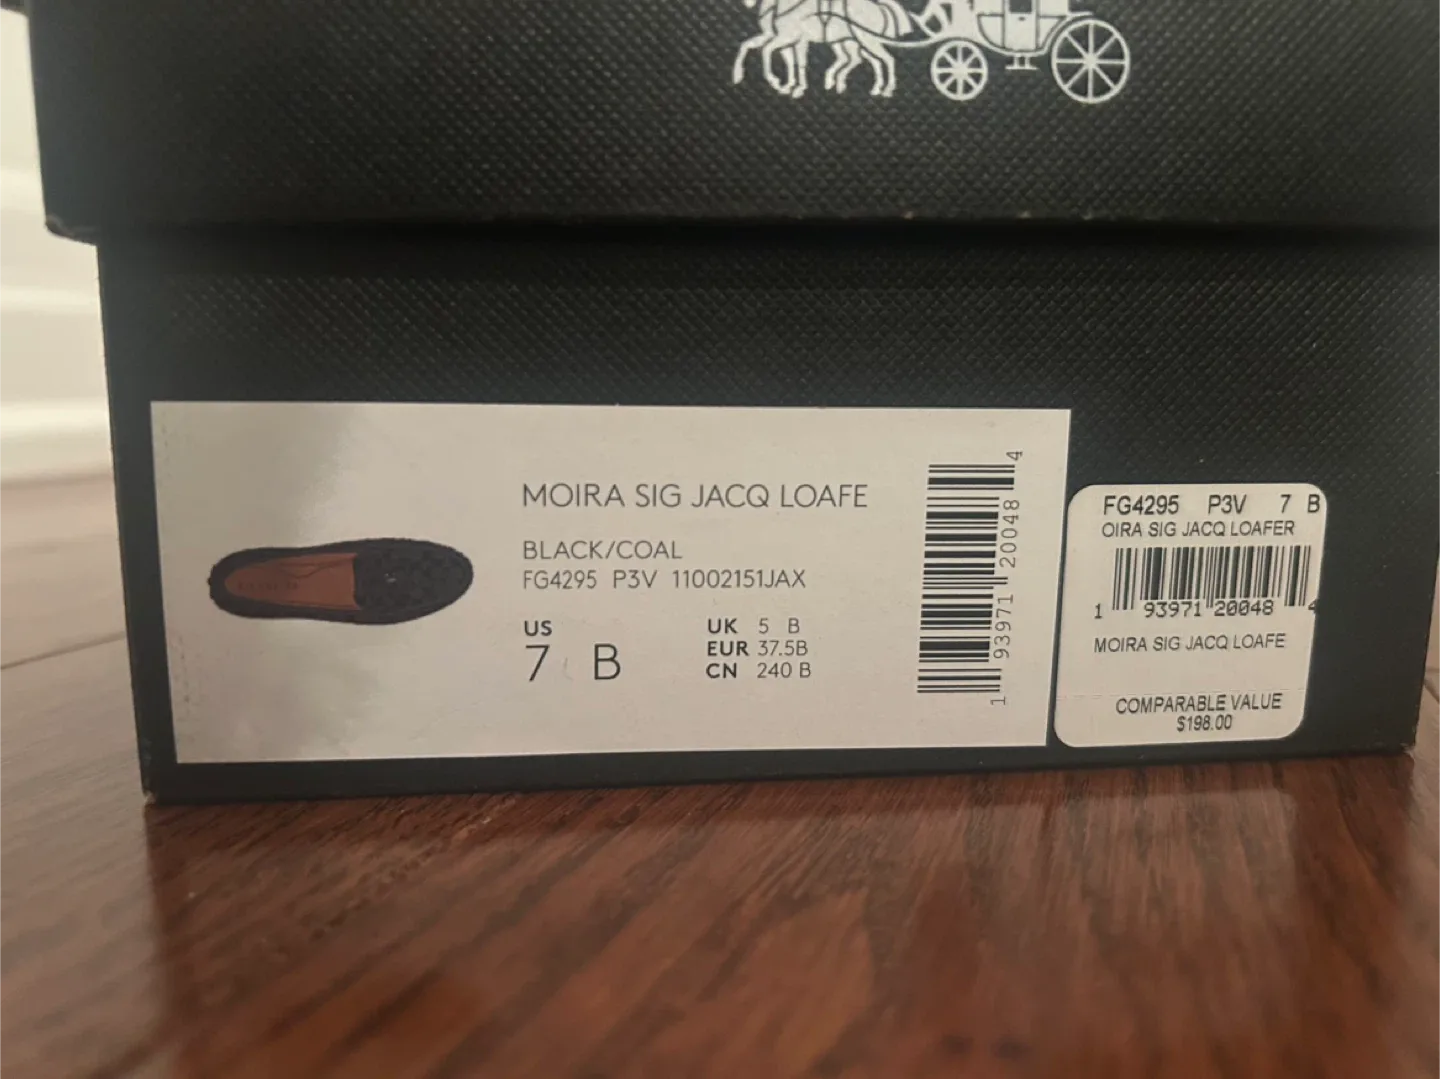 MOIRA SIG JACQ LOAFE
BLACK/COAL
FG4295 P3V 11002151JAX
US
7 B
UK 5 B
EUR 37.5B
CN 240 B
1 93971 20048 4
FG4295 P3V 7 B
OIRA SIG JACQ LOAFER
1 93971 20048 4
MOIRA SIG JACQ LOAFE
COMPARABLE VALUE
$198.00